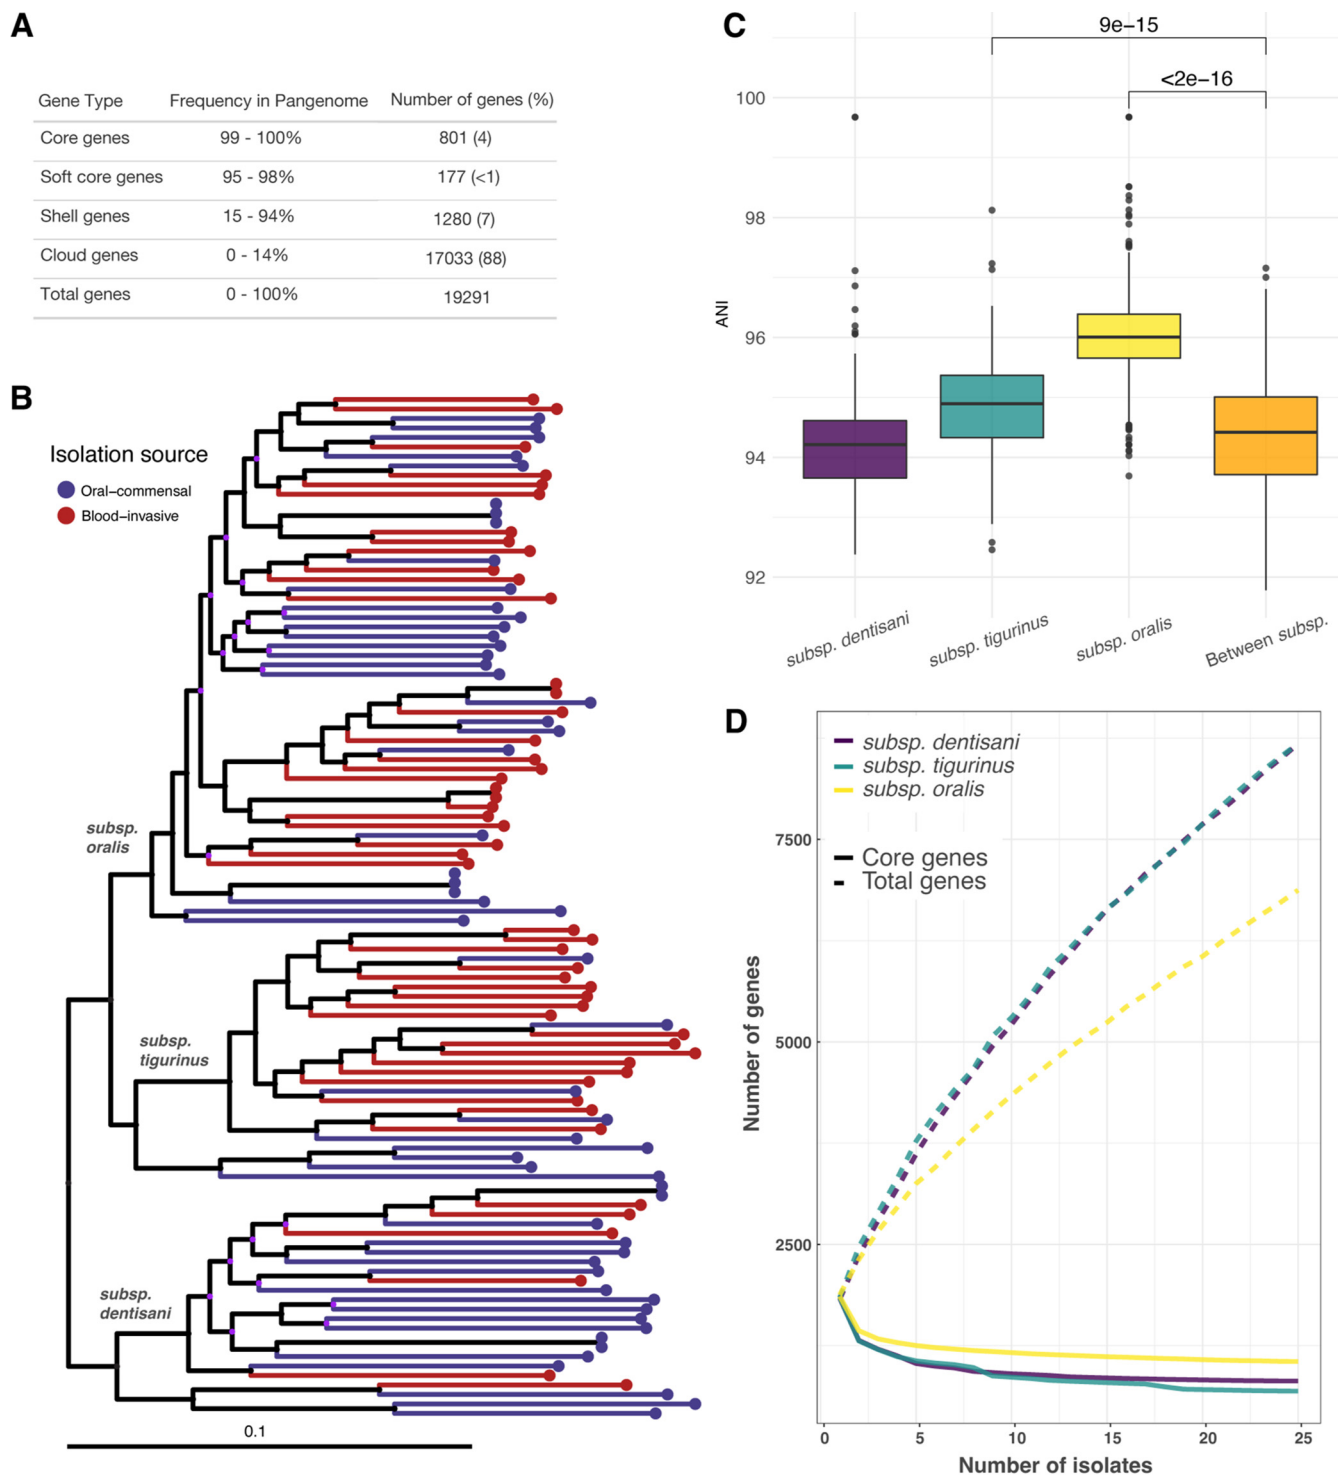 A
Gene Type Frequency in Pangenome Number of genes (%)
Core genes 99 - 100% 801 (4)
Soft core genes 95 - 98% 177 (<1)
Shell genes 15 - 94% 1280 (7)
Cloud genes 0 - 14% 17033 (88)
Total genes 0 - 100% 19291
B
Isolation source
Oral−commensal
Blood−invasive
subsp.
oralis
subsp.
tigurinus
subsp.
dentisani
0.1
C
9e−15
<2e−16
100
98
96
94
92
ANI
subsp. dentisani
subsp. tigurinus
subsp. oralis
Between subsp.
D
subsp. dentisani
subsp. tigurinus
subsp. oralis
Core genes
Total genes
7500
5000
2500
Number of genes
0 5 10 15 20 25
Number of isolates